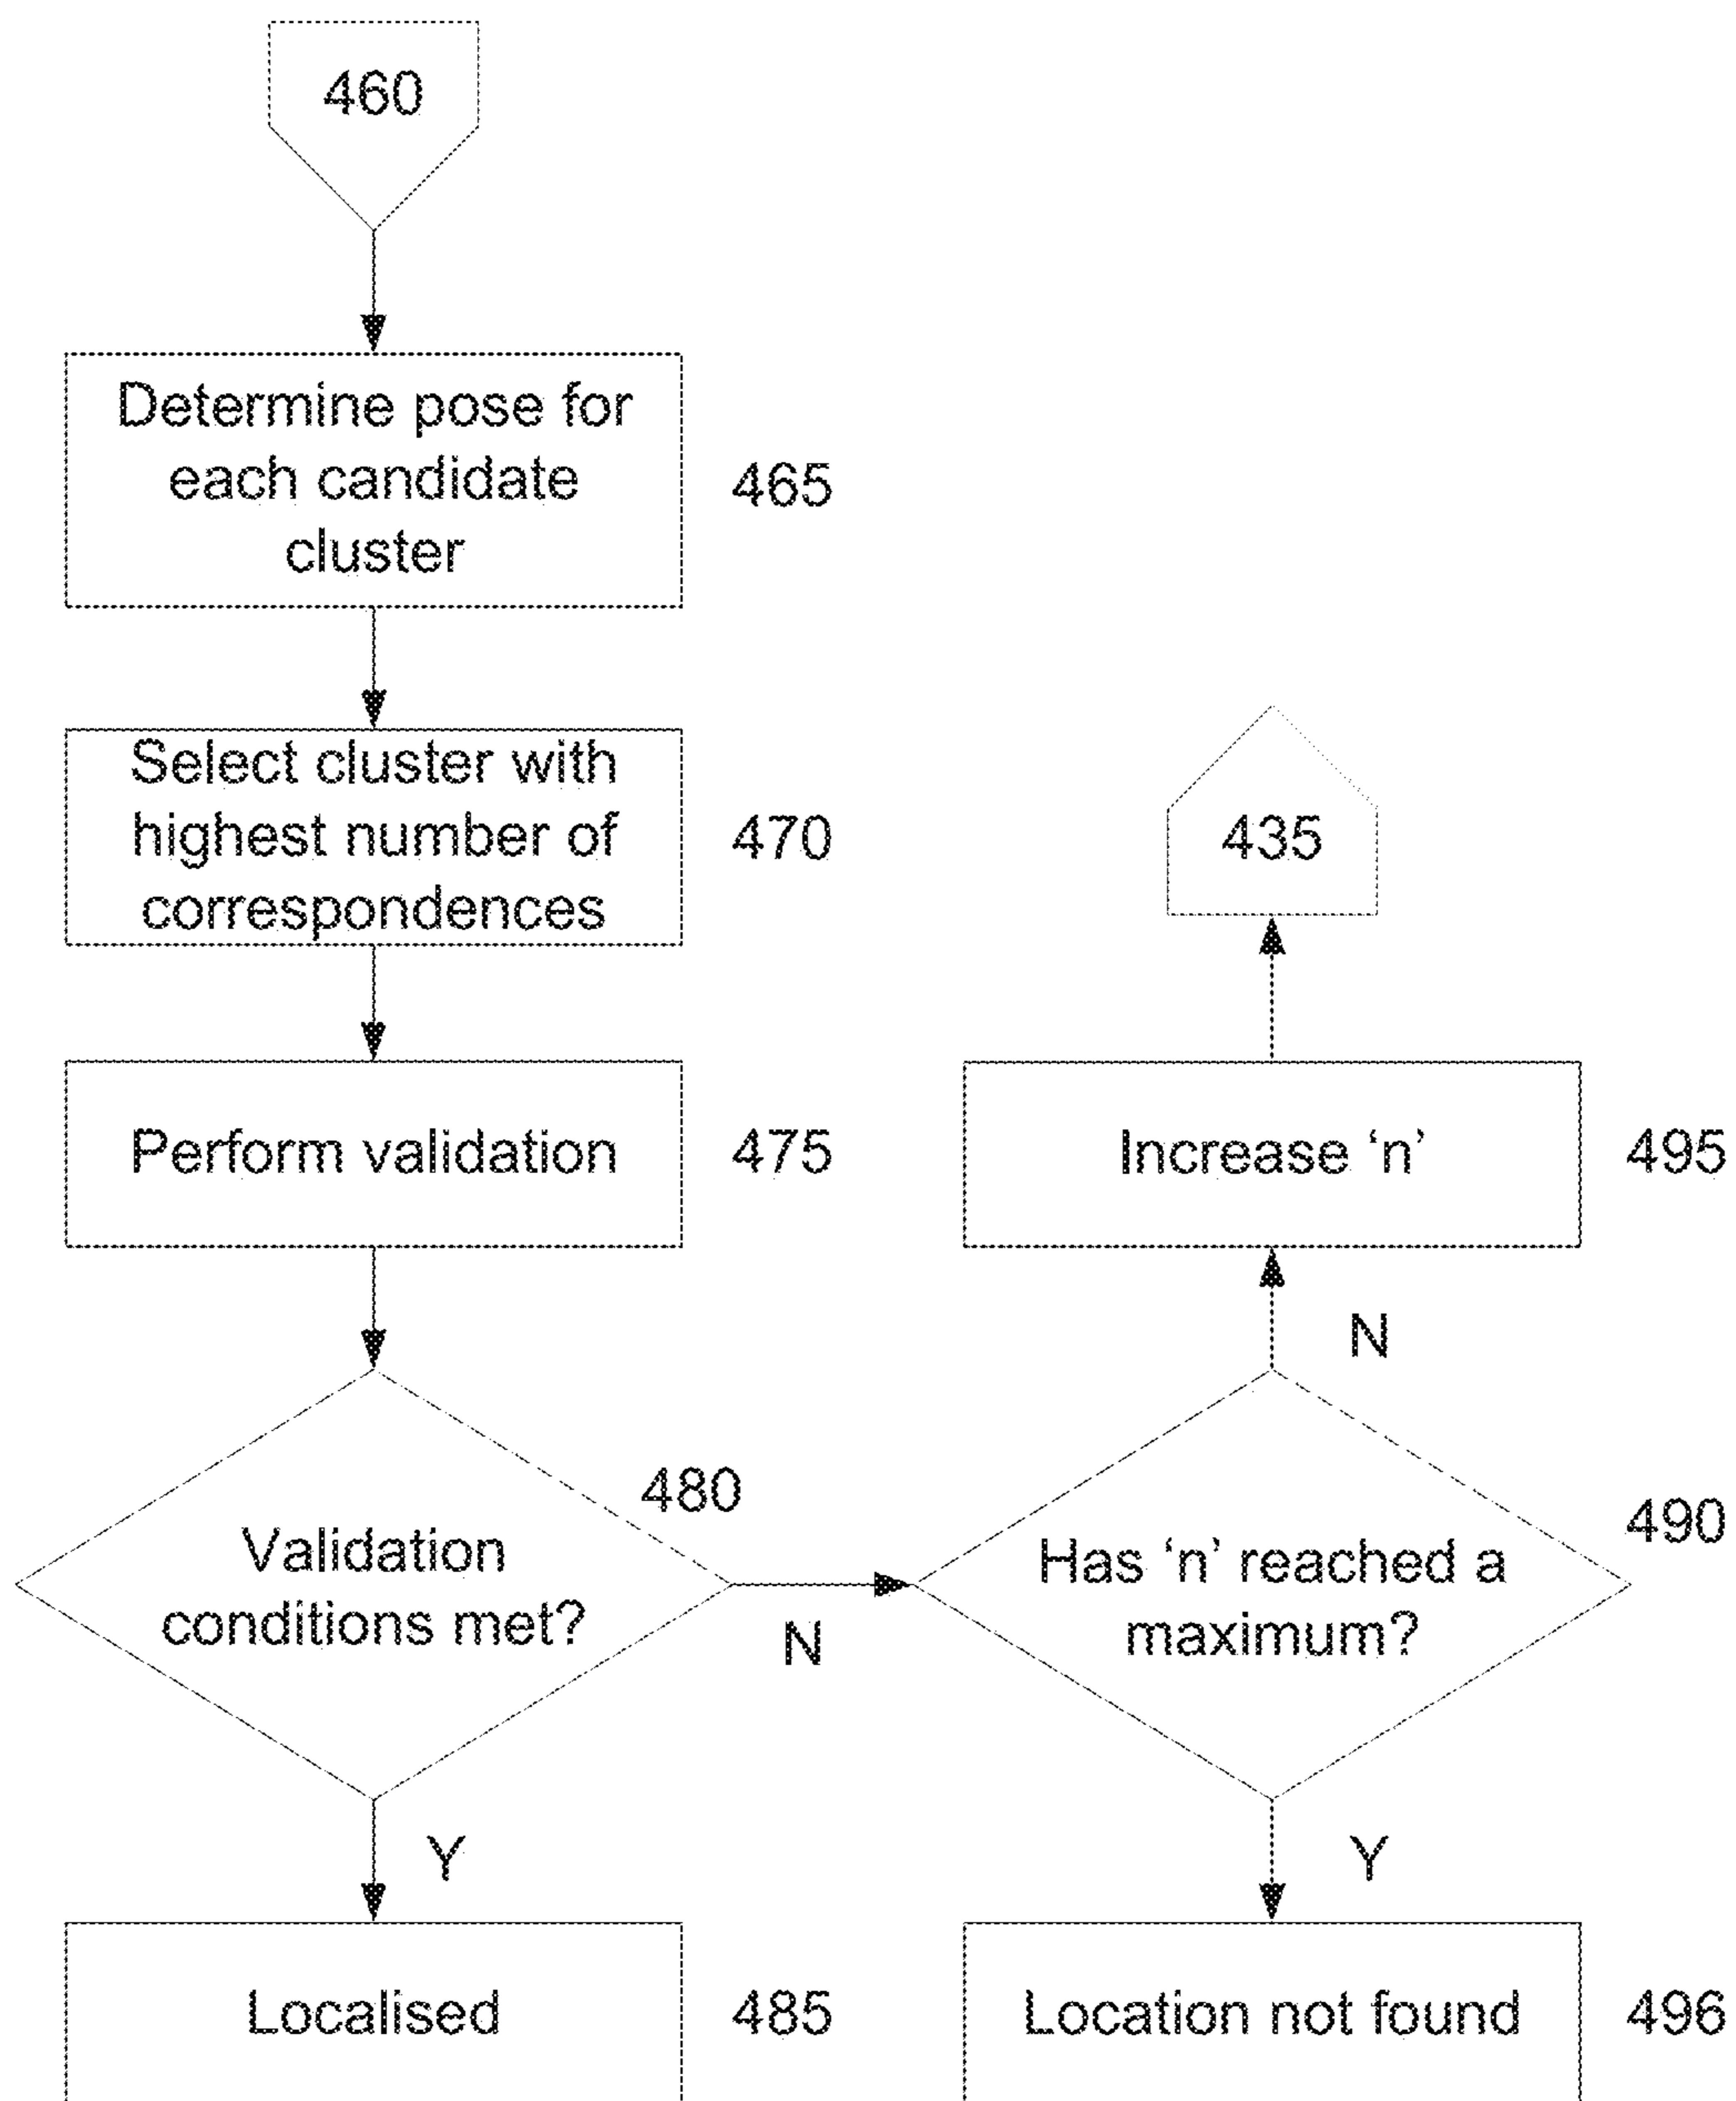 460
Determine pose for
each candidate
cluster
465
Select cluster with
highest number of
correspondences
470
435
Perform validation
475
Increase ‘n’
495
N
480
Validation
conditions met?
N
490
Has ‘n’ reached a
maximum?
Y
Y
Localised
485
Location not found
496